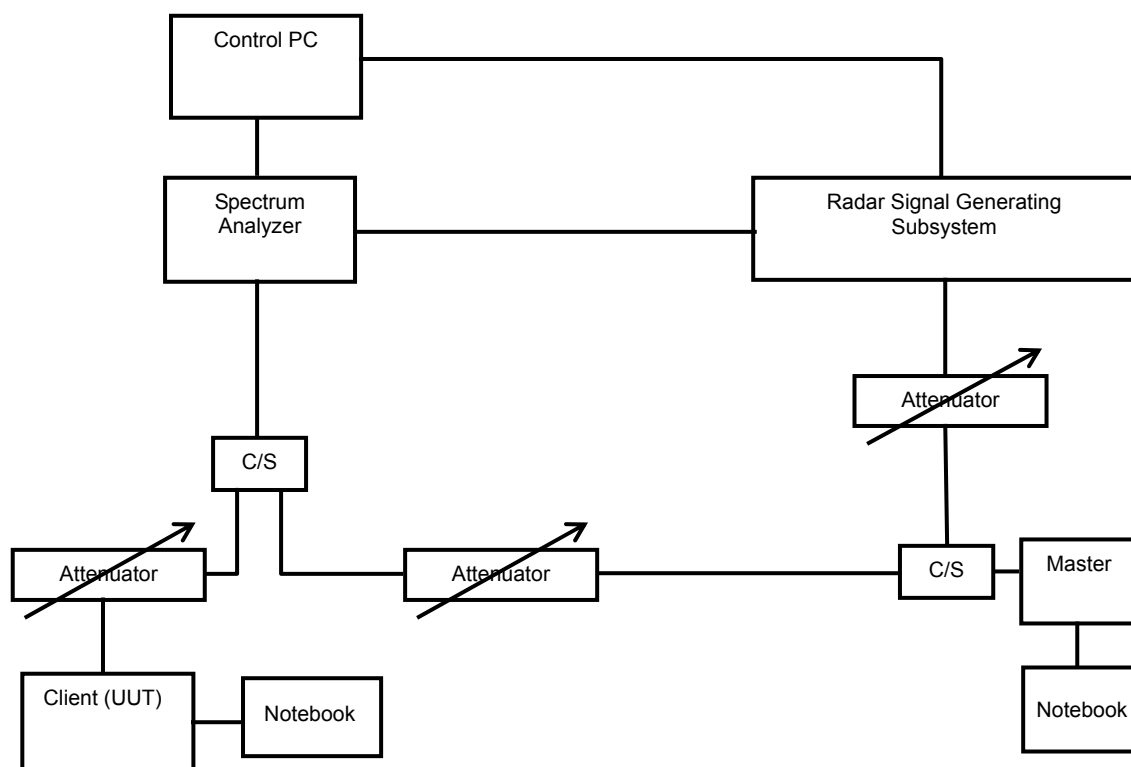 Control PC
Spectrum
Analyzer
Radar Signal Generating
Subsystem
Attenuator
C/S
Attenuator
Attenuator
C/S
Master
Client (UUT)
Notebook
Notebook